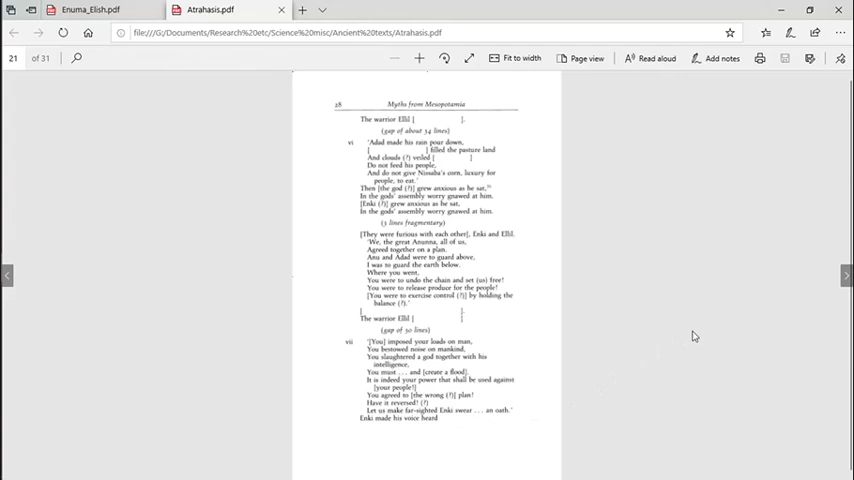 Enuma_Elish.pdf
Atrahasis.pdf
file:///G:/Documents/Research%20etc/Science%20misc/Ancient%20texts/Atrahasis.pdf
21 of 31
Fit to width
Page view
Read aloud
Add notes
28 Myths from Mesopotamia
The warrior Ellil [ ].
(gap of about 34 lines)
vi 'Adad made his rain pour down,
[ ] filled the pasture land
And clouds (?) veiled [ ]
Do not feed his people,
And do not give Nissaba's corn, luxury for
people, to eat.'
Then [the god (?)] grew anxious as he sat,
In the gods' assembly worry gnawed at him.
[Enki (?)] grew anxious as he sat,
In the gods' assembly worry gnawed at him.
(3 lines fragmentary)
[They were furious with each other], Enki and Ellil.
'We, the great Anunna, all of us,
Agreed together on a plan.
Anu and Adad were to guard above,
I was to guard the earth below.
Where you went,
You were to undo the chain and set (us) free!
You were to release produce for the people!
[You were to exercise control (?)] by holding the
balance (?).'
[ ].
The warrior Ellil [ ]
(gap of 30 lines)
vii '[You] imposed your loads on man,
You bestowed noise on mankind,
You slaughtered a god together with his
intelligence,
You must . . . and [create a flood].
It is indeed your power that shall be used against
[your people!]
You agreed to [the wrong (?)] plan!
Have it reversed! (?)
Let us make far-sighted Enki swear . . . an oath.'
Enki made his voice heard